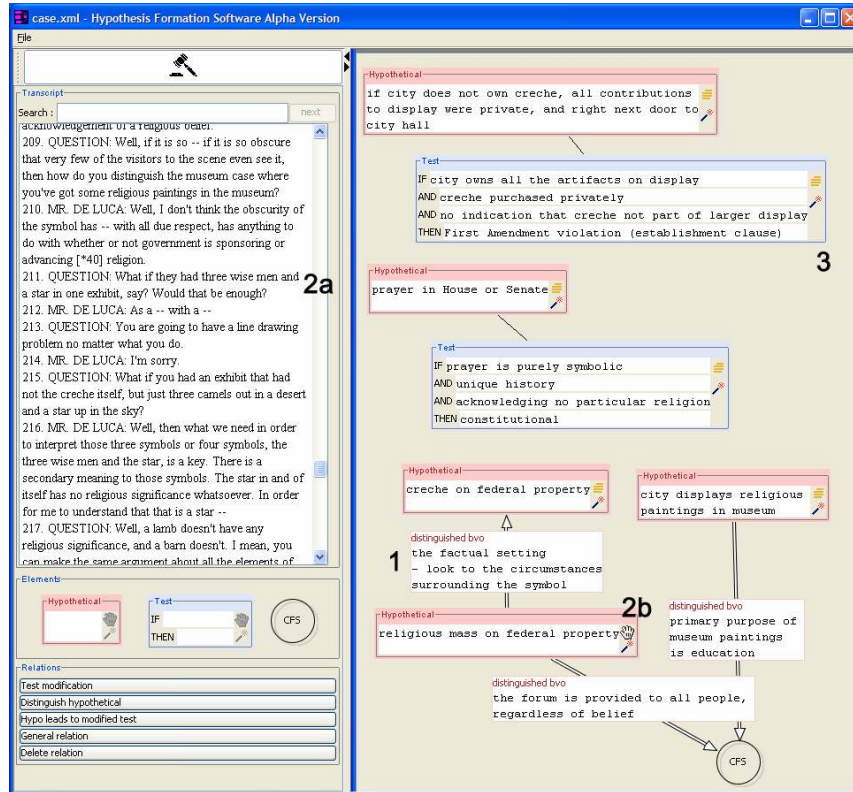 case.xml - Hypothesis Formation Software Alpha Version
File
Transcript
Search :
next
acknowledgement of a religious belief.
209. QUESTION: Well, if it is so -- if it is so obscure
that very few of the visitors to the scene even see it,
then how do you distinguish the museum case where
you've got some religious paintings in the museum?
210. MR. DE LUCA: Well, I don't think the obscurity of
the symbol has -- with all due respect, has anything to
do with whether or not government is sponsoring or
advancing [*40] religion.
211. QUESTION: What if they had three wise men and
a star in one exhibit, say? Would that be enough?
212. MR. DE LUCA: As a -- with a --
213. QUESTION: You are going to have a line drawing
problem no matter what you do.
214. MR. DE LUCA: I'm sorry.
215. QUESTION: What if you had an exhibit that had
not the creche itself, but just three camels out in a desert
and a star up in the sky?
216. MR. DE LUCA: Well, then what we need in order
to interpret those three symbols or four symbols, the
three wise men and the star, is a key. There is a
secondary meaning to those symbols. The star in and of
itself has no religious significance whatsoever. In order
for me to understand that that is a star --
217. QUESTION: Well, a lamb doesn't have any
religious significance, and a barn doesn't. I mean, you
can make the same argument about all the elements of
2a
Elements
Hypothetical
Test
IF
THEN
CFS
Relations
Test modification
Distinguish hypothetical
Hypo leads to modified test
General relation
Delete relation
Hypothetical
if city does not own creche, all contributions
to display were private, and right next door to
city hall
Test
IF city owns all the artifacts on display
AND creche purchased privately
AND no indication that creche not part of larger display
THEN First Amendment violation (establishment clause)
3
Hypothetical
prayer in House or Senate
Test
IF prayer is purely symbolic
AND unique history
AND acknowledging no particular religion
THEN constitutional
Hypothetical
creche on federal property
Hypothetical
city displays religious
paintings in museum
1
distinguished bvo
the factual setting
- look to the circumstances
surrounding the symbol
2b
Hypothetical
religious mass on federal property
distinguished bvo
primary purpose of
museum paintings
is education
distinguished bvo
the forum is provided to all people,
regardless of belief
CFS